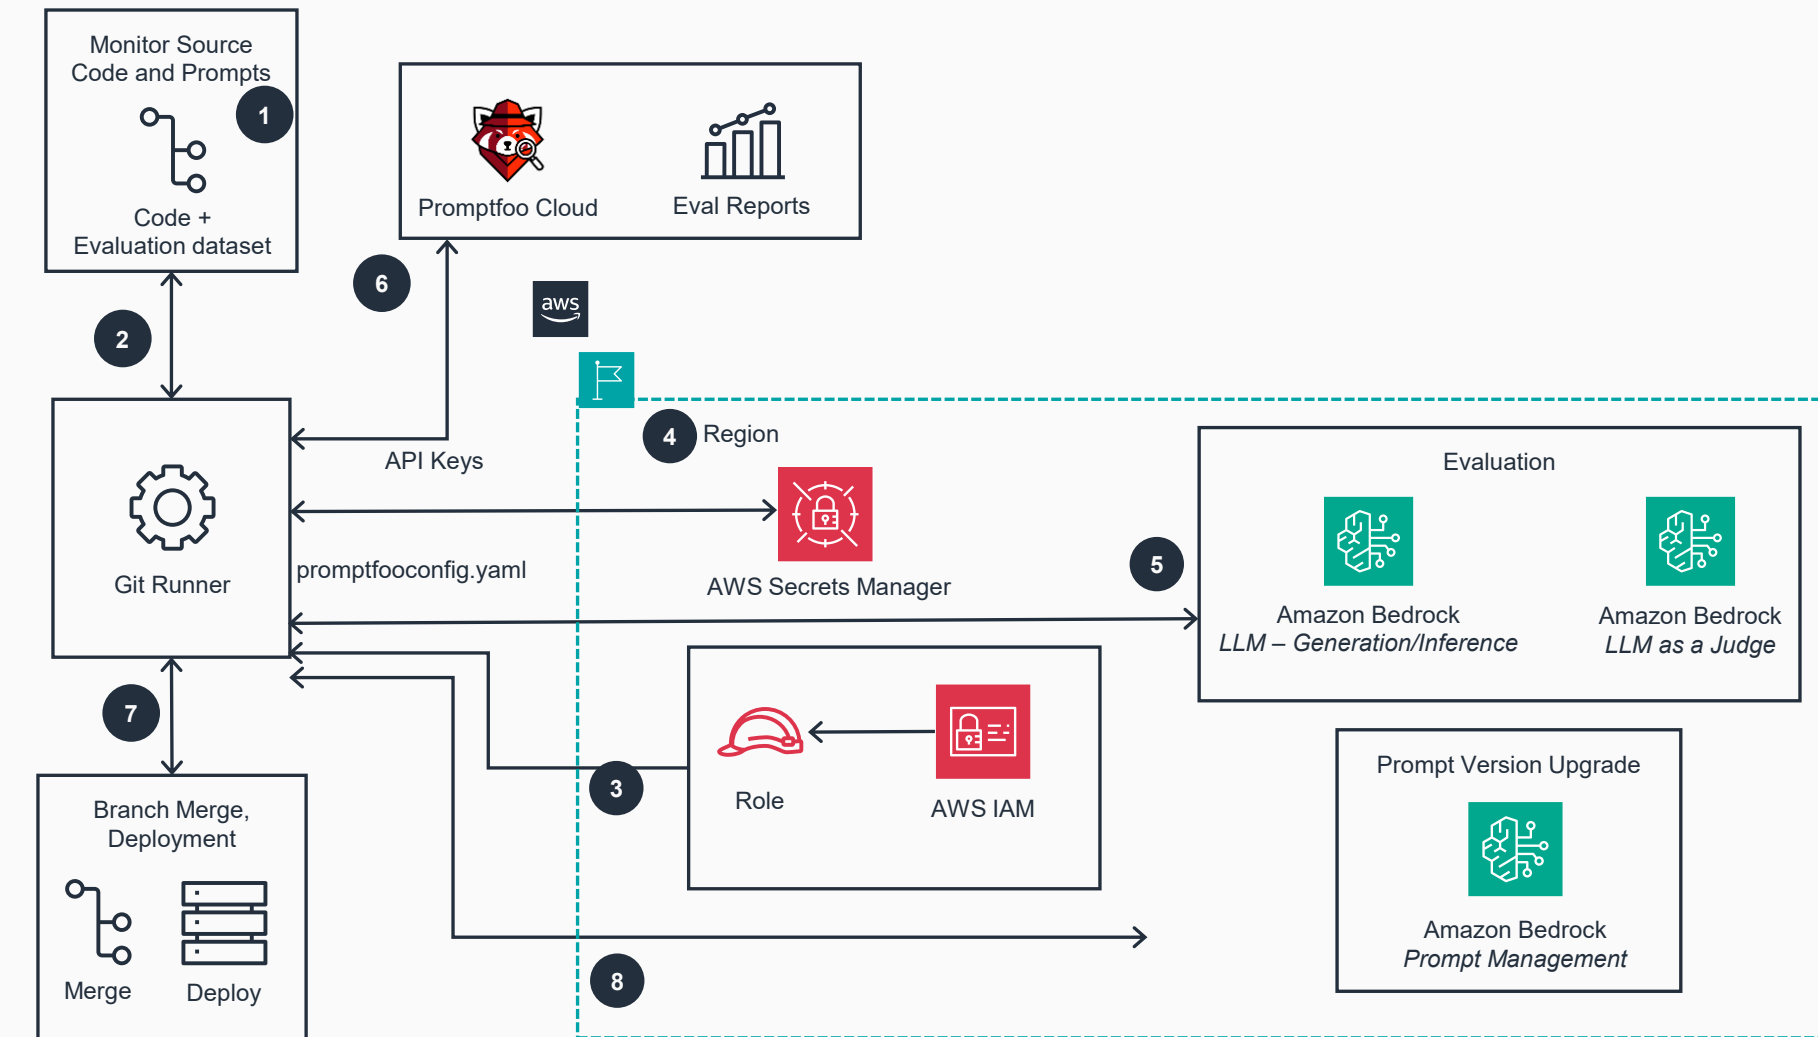 Monitor Source
Code and Prompts
1
Code +
Evaluation dataset
2
Promptfoo Cloud
Eval Reports
6
aws
API Keys
4
Region
Git Runner
promptfooconfig.yaml
AWS Secrets Manager
5
Evaluation
Amazon Bedrock
LLM – Generation/Inference
Amazon Bedrock
LLM as a Judge
7
3
Role
AWS IAM
Prompt Version Upgrade
Amazon Bedrock
Prompt Management
Branch Merge,
Deployment
Merge
Deploy
8